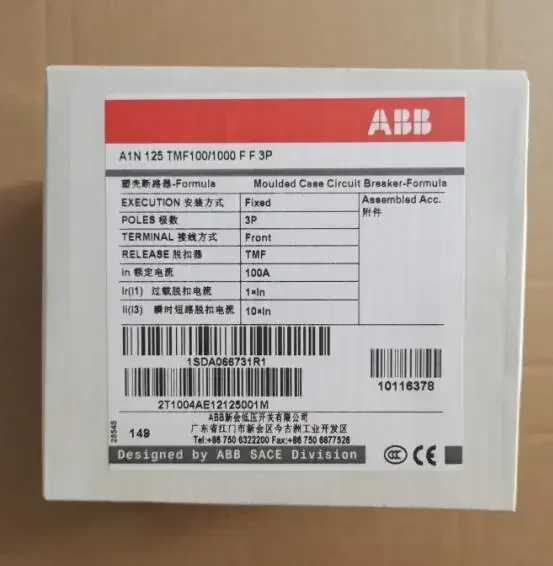 ABB
A1N 125 TMF100/1000 F F 3P
塑壳断路器-Formula Moulded Case Circuit Breaker-Formula
EXECUTION 安装方式 Fixed Assembled Acc.
附件
POLES 极数 3P
TERMINAL 接线方式 Front
RELEASE 脱扣器 TMF
in 额定电流 100A
Ir(I1) 过载脱扣电流 1×In
Ii(I3) 瞬时短路脱扣电流 10×In
1SDA066731R1
10116378
2T1004AE12125001M
ABB新会低压开关有限公司
广东省江门市新会区今古洲工业开发区
Tel:+86 750 6322200 Fax:+86 750 6677526
26545
149
Designed by ABB SACE Division
CCC CE